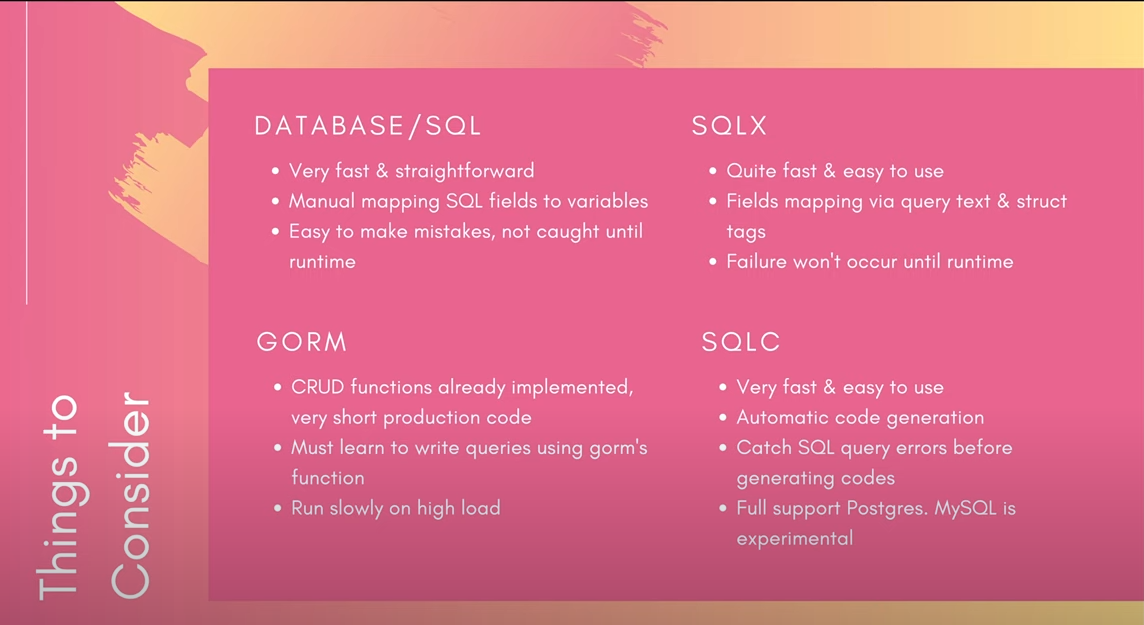 Things to
Consider
DATABASE/SQL
• Very fast & straightforward
• Manual mapping SQL fields to variables
• Easy to make mistakes, not caught until
runtime
SQLX
• Quite fast & easy to use
• Fields mapping via query text & struct
tags
• Failure won't occur until runtime
GORM
• CRUD functions already implemented,
very short production code
• Must learn to write queries using gorm's
function
• Run slowly on high load
SQLC
• Very fast & easy to use
• Automatic code generation
• Catch SQL query errors before
generating codes
• Full support Postgres. MySQL is
experimental